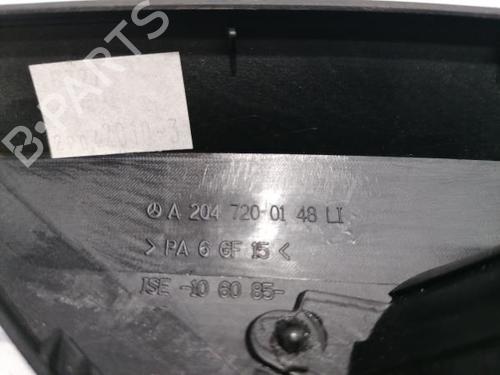 B-PARTS
A 204 720 01 48 LI
> PA 6 GF 15 <
ISE -10 60 85-